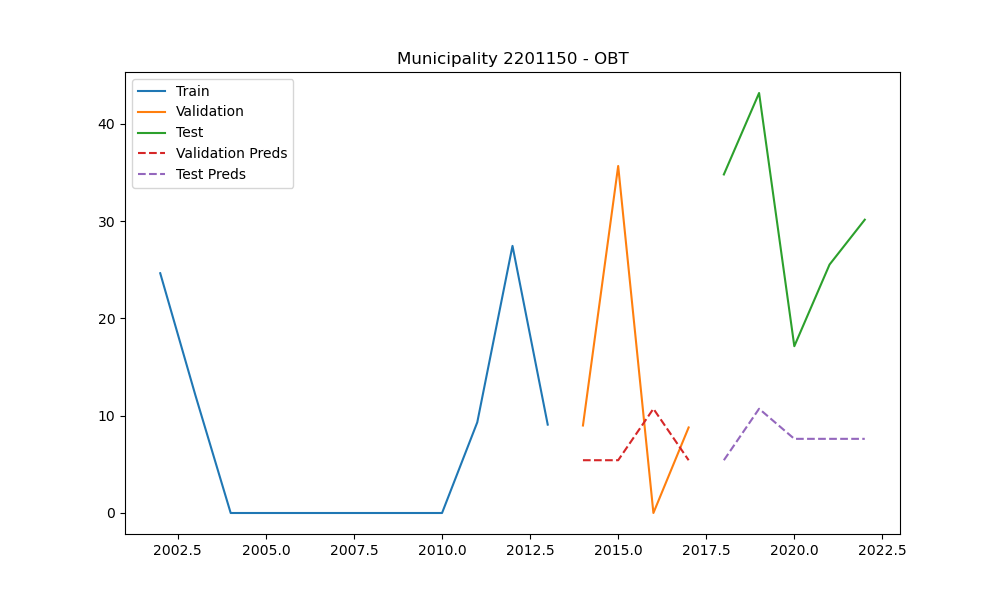 Municipality 2201150 - OBT
Train
Validation
Test
Validation Preds
Test Preds
40
30
20
10
0
2002.5 2005.0 2007.5 2010.0 2012.5 2015.0 2017.5 2020.0 2022.5